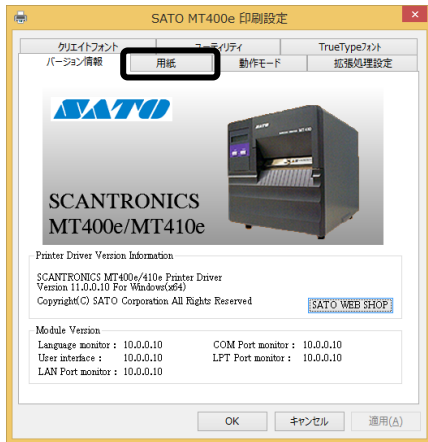 SATO MT400e 印刷設定
クリエイトフォント ユーティリティ TrueTypeフォント
バージョン情報 用紙 動作モード 拡張処理設定
SATO
SCANTRONICS
MT400e/MT410e
Printer Driver Version Information
SCANTRONICS MT400e/410e Printer Driver
Version 11.0.0.10 For Windows(x64)
Copyright(C) SATO Corporation All Rights Reserved
SATO WEB SHOP
Module Version
Language monitor : 10.0.0.10 COM Port monitor : 10.0.0.10
User interface : 10.0.0.10 LPT Port monitor : 10.0.0.10
LAN Port monitor : 10.0.0.10
OK キャンセル 適用(A)